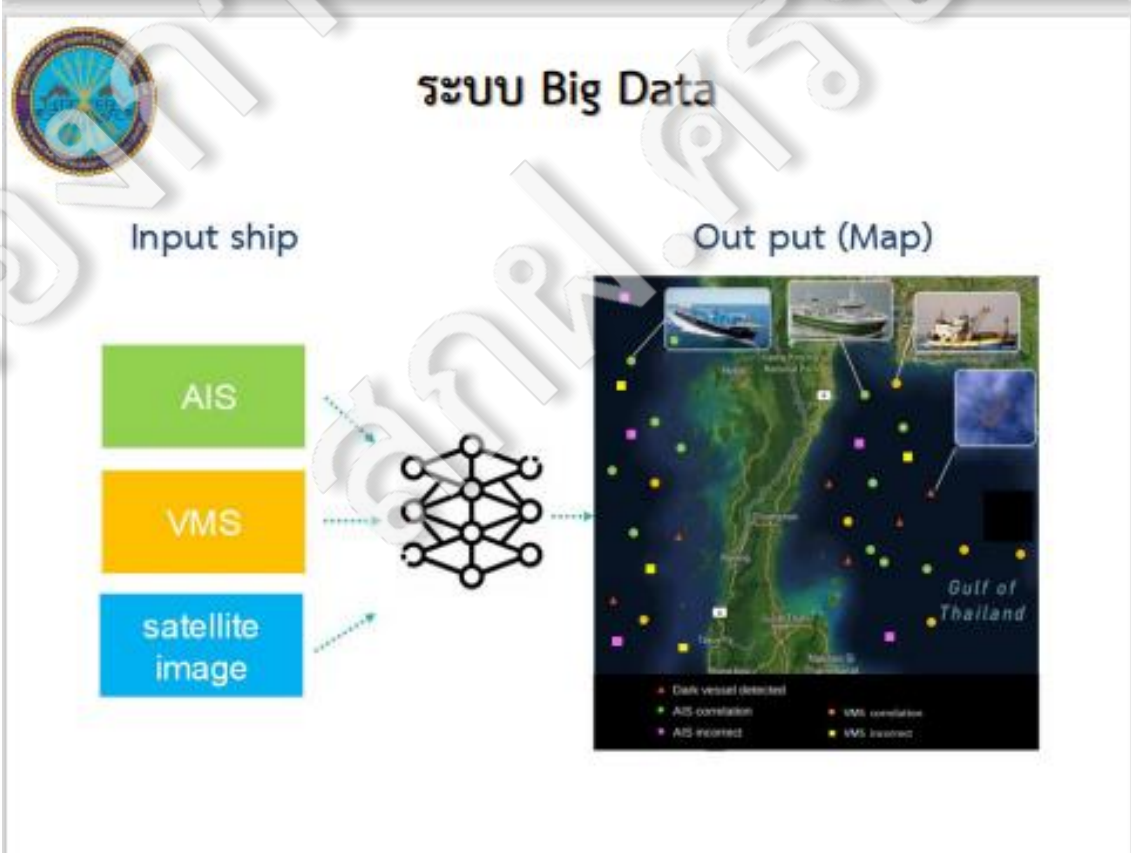 ระบบ Big Data
Input ship
Out put (Map)
AIS
VMS
satellite
image
Gulf of
Thailand
Dark vessel detected
AIS correlation
VMS correlation
AIS incorrect
VMS incorrect